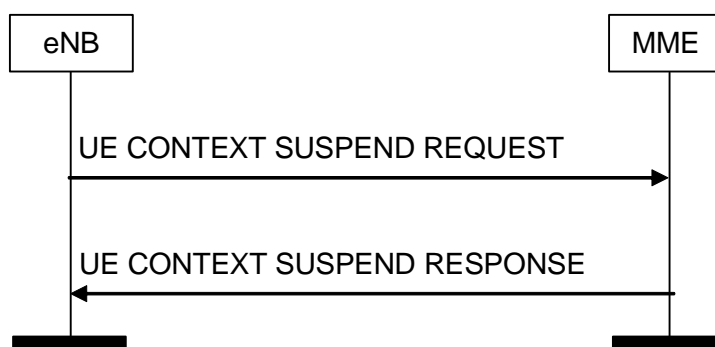 eNB
MME
UE CONTEXT SUSPEND REQUEST
UE CONTEXT SUSPEND RESPONSE